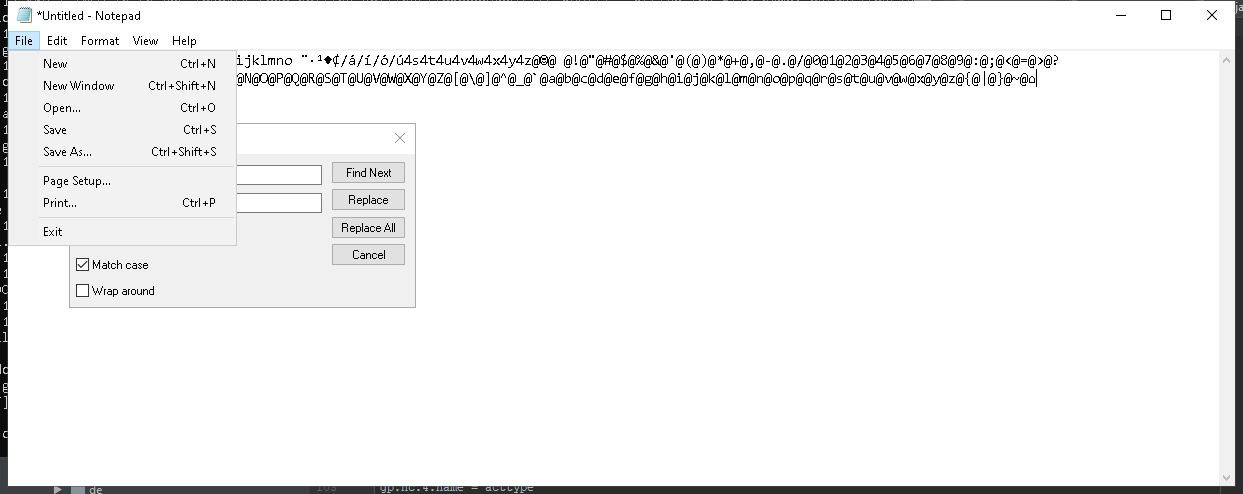 *Untitled - Notepad
File Edit Format View Help
ijklmno ¨·¹◆₵/á/í/ó/ú4s4t4u4v4w4x4y4z@®@ @!@"@#@$@%@&@'@(@)@*@+@,@-@.@/@0@1@2@3@4@5@6@7@8@9@:@;@<@=@>@?
@N@O@P@Q@R@S@T@U@V@W@X@Y@Z@[@\@]@^@_@`@a@b@c@d@e@f@g@h@i@j@k@l@m@n@o@p@q@r@s@t@u@v@w@x@y@z@{@|@}@~@⌂
New Ctrl+N
New Window Ctrl+Shift+N
Open... Ctrl+O
Save Ctrl+S
Save As... Ctrl+Shift+S
Page Setup...
Print... Ctrl+P
Exit
Find Next
Replace
Replace All
Cancel
Match case
Wrap around
de
gp.nc.4.name = acttype